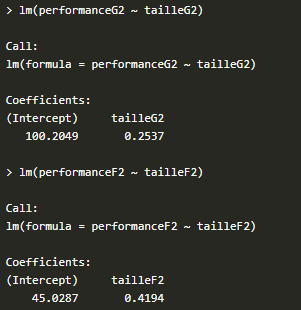 > lm(performanceG2 ~ tailleG2)
Call:
lm(formula = performanceG2 ~ tailleG2)
Coefficients:
(Intercept)     tailleG2
   100.2049       0.2537
> lm(performanceF2 ~ tailleF2)
Call:
lm(formula = performanceF2 ~ tailleF2)
Coefficients:
(Intercept)     tailleF2
    45.0287       0.4194